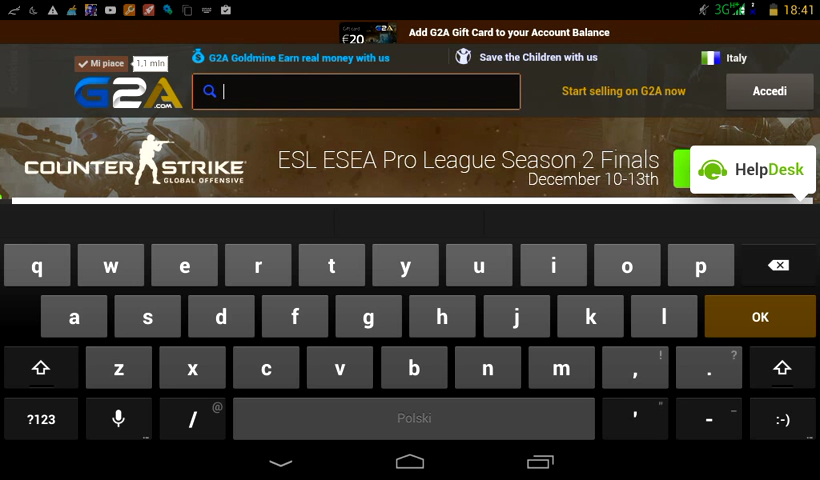 3G 18:41
Gift card
€20
Add G2A Gift Card to your Account Balance
G2A Goldmine Earn real money with us
Save the Children with us
Italy
Mi piace 1,1 mln
G2A.COM
Start selling on G2A now
Accedi
COUNTER STRIKE
GLOBAL OFFENSIVE
ESL ESEA Pro League Season 2 Finals
December 10-13th
HelpDesk
q w e r t y u i o p
a s d f g h j k l OK
z x c v b n m , ! . ?
?123 / @ Polski ' " - _ :-)